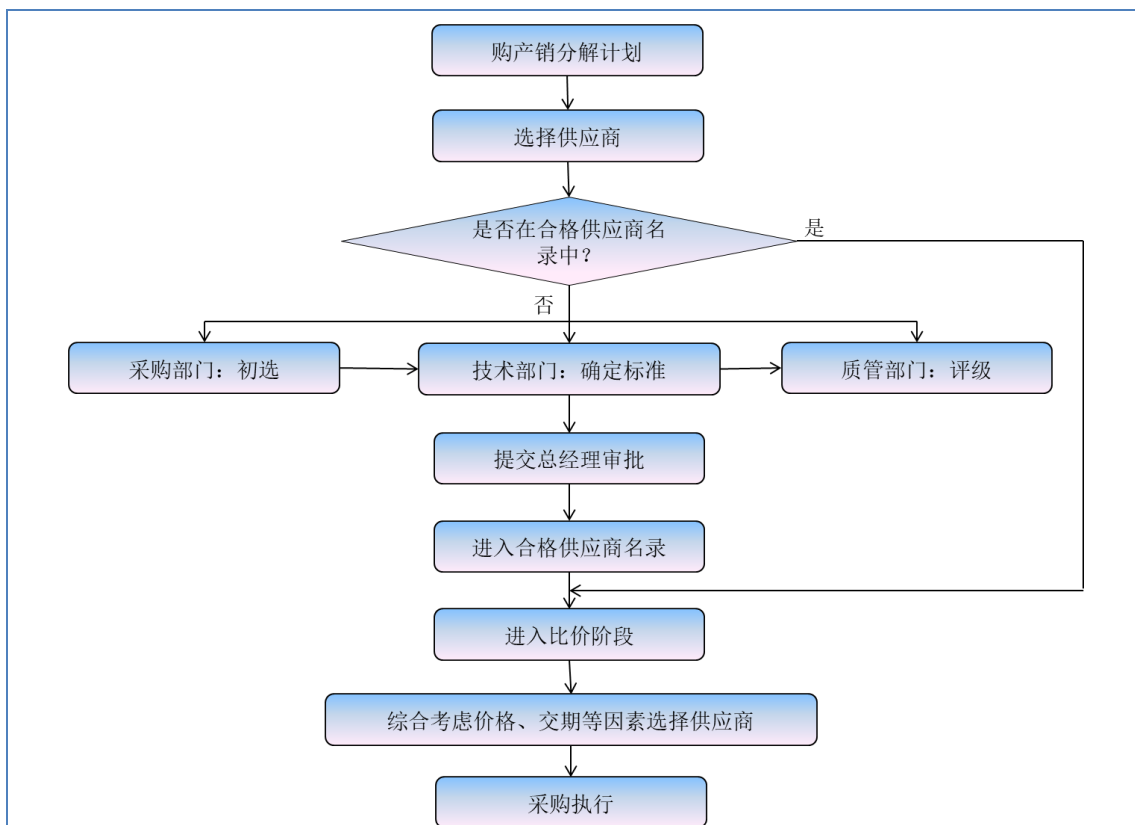 购产销分解计划
选择供应商
是否在合格供应商名
录中？
是
否
采购部门：初选
技术部门：确定标准
质管部门：评级
提交总经理审批
进入合格供应商名录
进入比价阶段
综合考虑价格、交期等因素选择供应商
采购执行